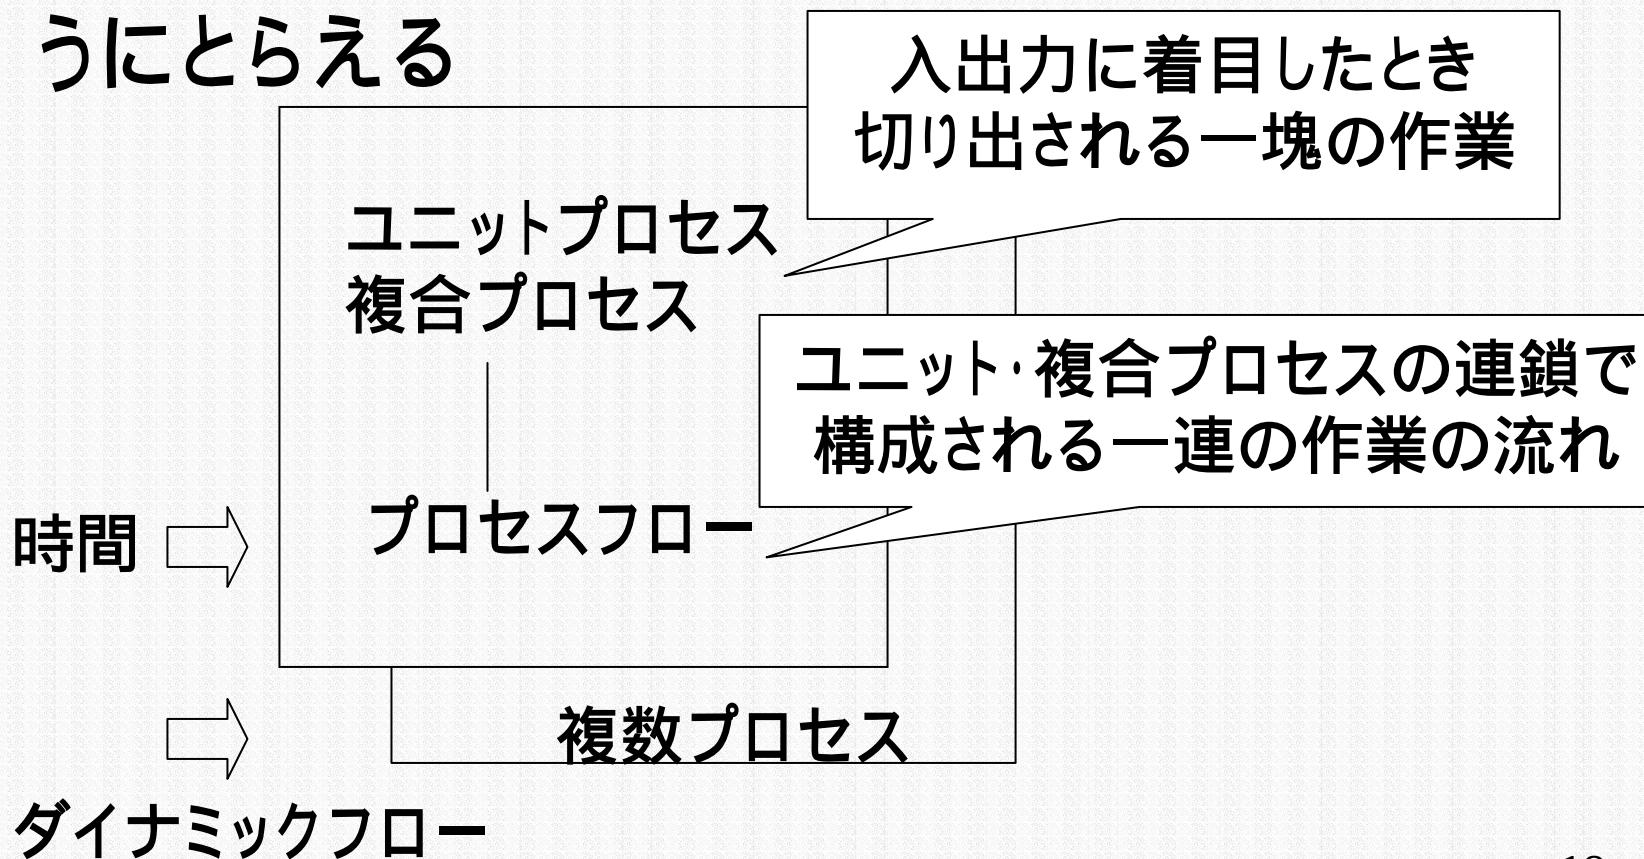 うにとらえる
入出力に着目したとき
切り出される一塊の作業
ユニットプロセス
複合プロセス
ユニット・複合プロセスの連鎖で
構成される一連の作業の流れ
プロセスフロー
時間
複数プロセス
ダイナミックフロー